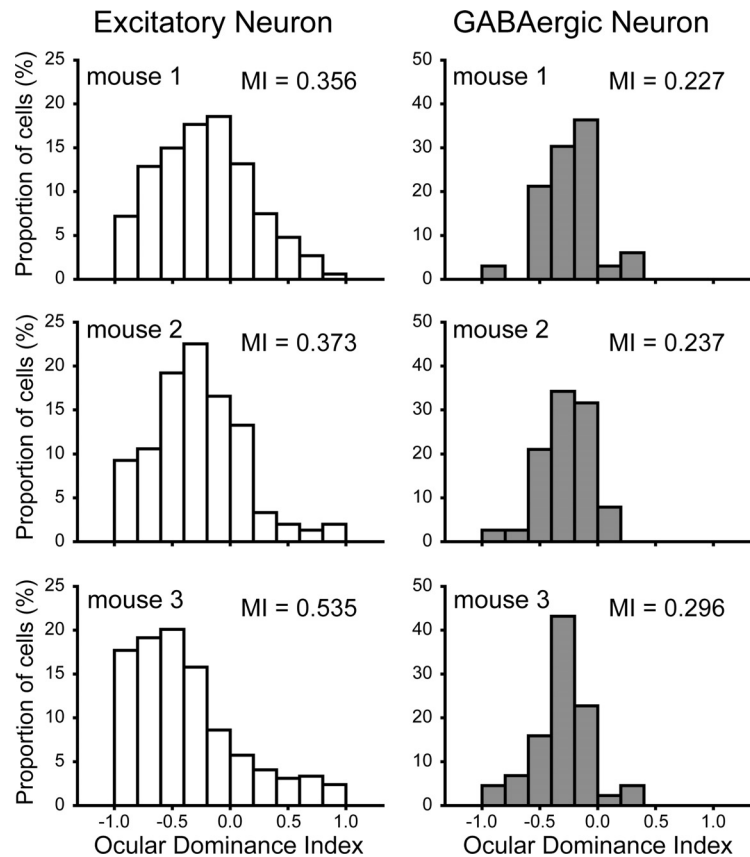 Excitatory Neuron
GABAergic Neuron
Proportion of cells (%)
25
20
15
10
5
0
mouse 1
MI = 0.356
50
40
30
20
10
0
mouse 1
MI = 0.227
Proportion of cells (%)
25
20
15
10
5
0
mouse 2
MI = 0.373
50
40
30
20
10
0
mouse 2
MI = 0.237
Proportion of cells (%)
25
20
15
10
5
0
mouse 3
MI = 0.535
-1.0 -0.5 0.0 0.5 1.0
Ocular Dominance Index
50
40
30
20
10
0
mouse 3
MI = 0.296
-1.0 -0.5 0.0 0.5 1.0
Ocular Dominance Index